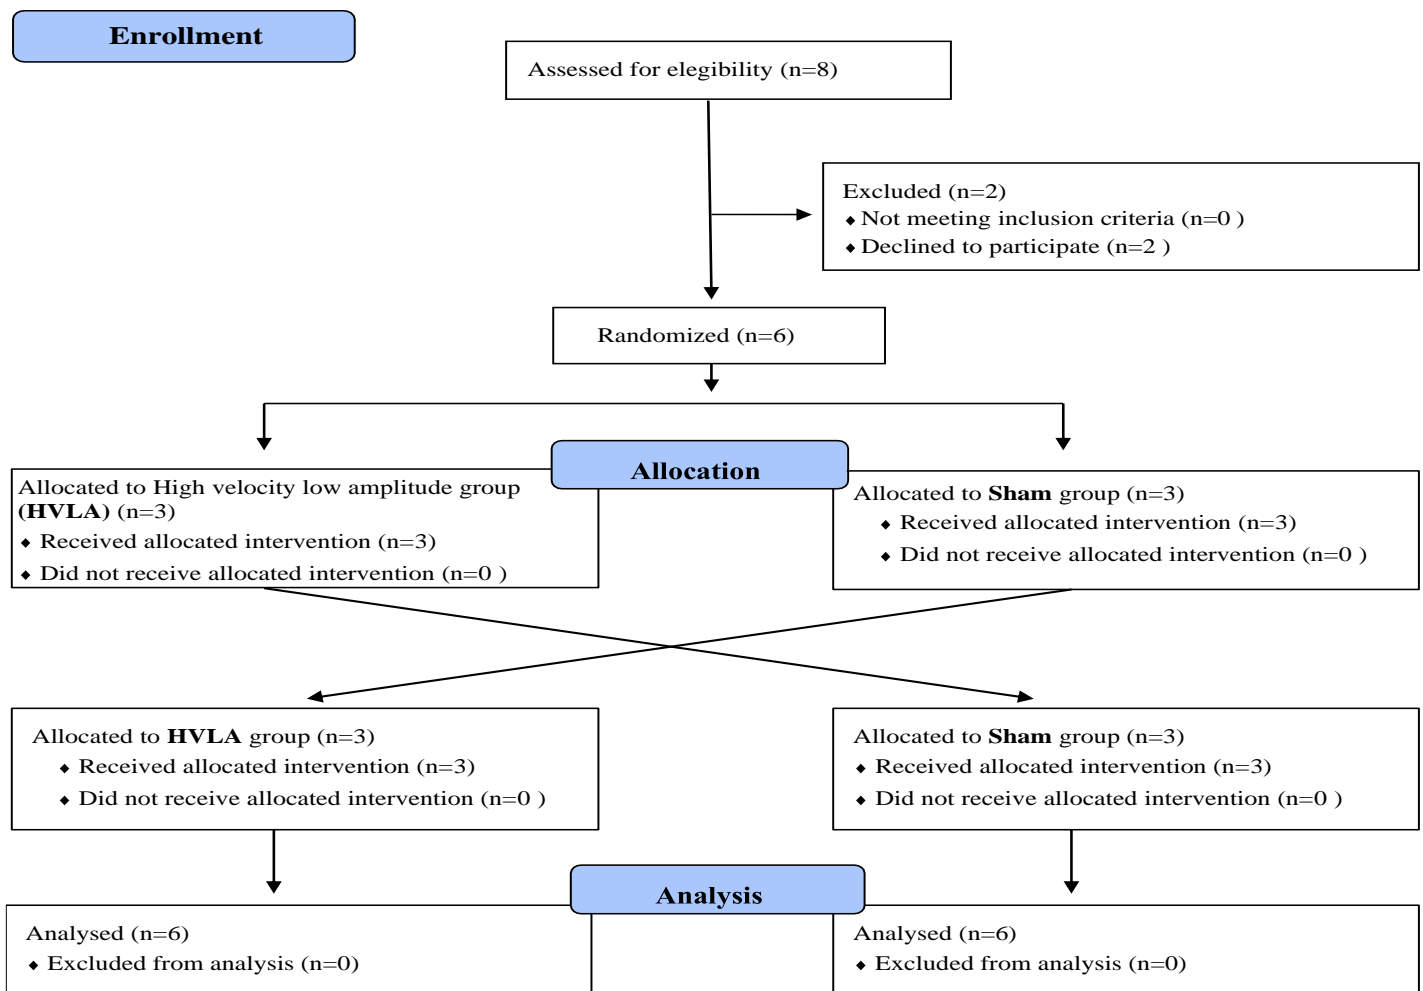 Enrollment
Assessed for elegibility (n=8)
Excluded (n=2)
⬥ Not meeting inclusion criteria (n=0 )
⬥ Declined to participate (n=2 )
Randomized (n=6)
Allocation
Allocated to High velocity low amplitude group
(HVLA) (n=3)
⬥ Received allocated intervention (n=3)
⬥ Did not receive allocated intervention (n=0 )
Allocated to Sham group (n=3)
⬥ Received allocated intervention (n=3)
⬥ Did not receive allocated intervention (n=0 )
Allocated to HVLA group (n=3)
⬥ Received allocated intervention (n=3)
⬥ Did not receive allocated intervention (n=0 )
Allocated to Sham group (n=3)
⬥ Received allocated intervention (n=3)
⬥ Did not receive allocated intervention (n=0 )
Analysis
Analysed (n=6)
⬥ Excluded from analysis (n=0)
Analysed (n=6)
⬥ Excluded from analysis (n=0)